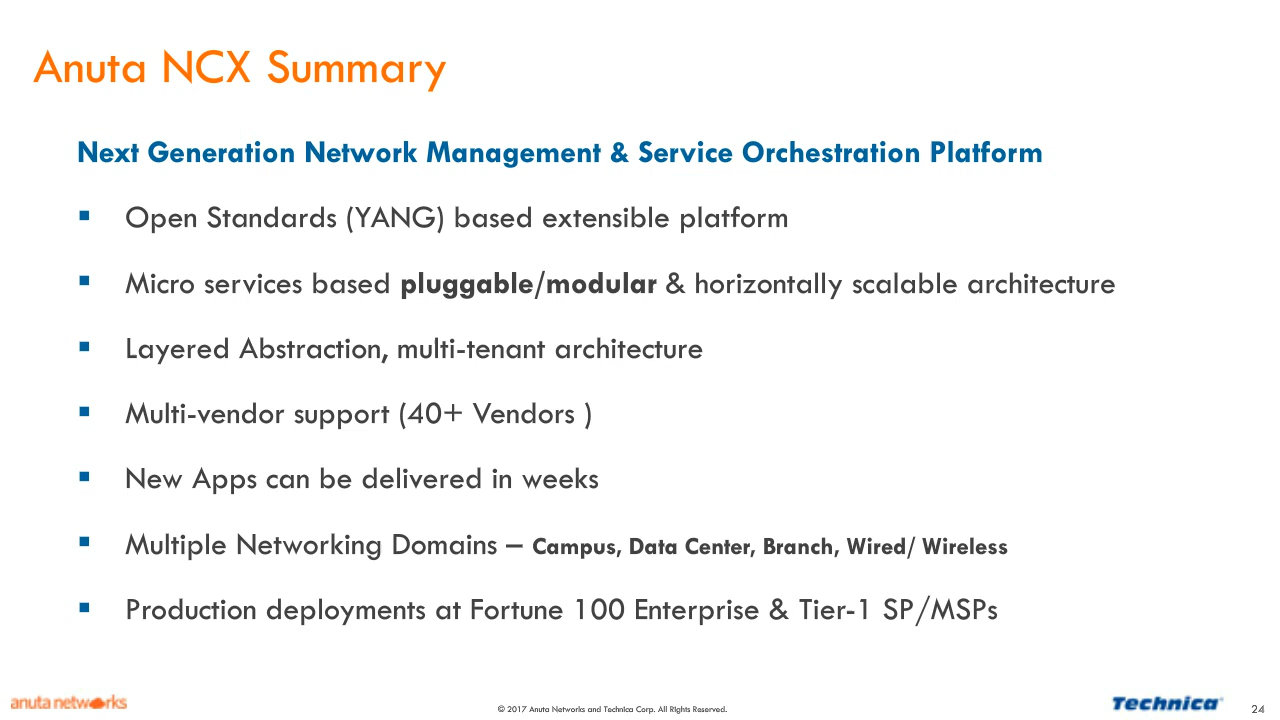 Anuta NCX Summary
Next Generation Network Management & Service Orchestration Platform
▪ Open Standards (YANG) based extensible platform
▪ Micro services based pluggable/modular & horizontally scalable architecture
▪ Layered Abstraction, multi-tenant architecture
▪ Multi-vendor support (40+ Vendors )
▪ New Apps can be delivered in weeks
▪ Multiple Networking Domains – Campus, Data Center, Branch, Wired/ Wireless
▪ Production deployments at Fortune 100 Enterprise & Tier-1 SP/MSPs
anuta networks
© 2017 Anuta Networks and Technica Corp. All Rights Reserved.
Technica
24